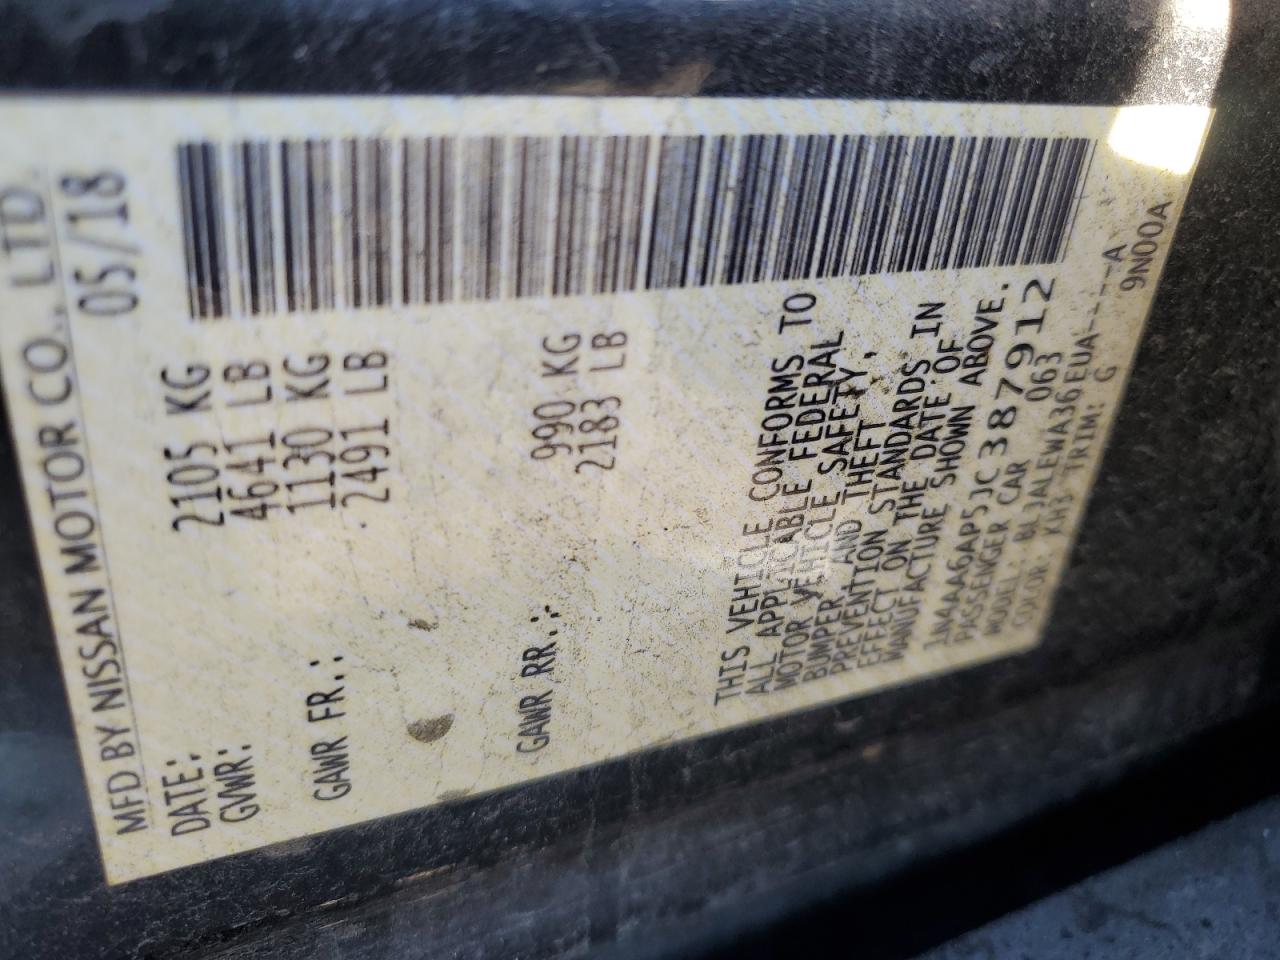 MFD BY NISSAN MOTOR CO., LTD.
DATE: 05/18
GVWR: 2105 KG
4641 LB
GAWR FR.: 1130 KG
2491 LB
GAWR RR.: 990 KG
2183 LB
THIS VEHICLE CONFORMS TO
ALL APPLICABLE FEDERAL
MOTOR VEHICLE SAFETY,
BUMPER, AND THEFT
PREVENTION STANDARDS IN
EFFECT ON THE DATE OF
MANUFACTURE SHOWN ABOVE.
1N4AA6AP5JC387912
PASSENGER CAR 063
MODEL: BLJALEWA36EUA-----A
COLOR: KH3 TRIM: G 9N00A